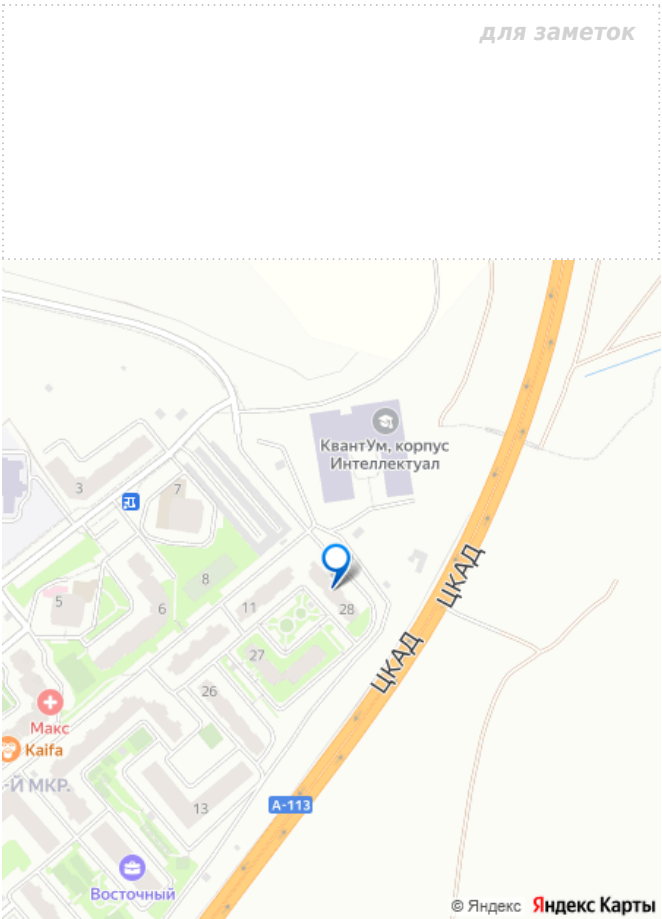 для заметок
КвантУм, корпус
Интеллектуал
3
7
8
5
6
11
28
27
26
ЦКАД
ЦКАД
Макс
Kaifa
-Й МКР.
13
А-113
Восточный
© Яндекс Яндекс Карты